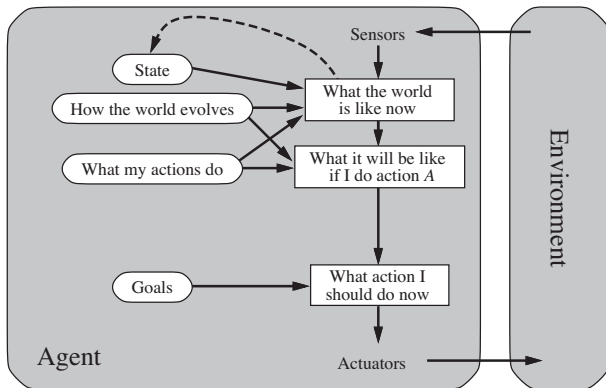 Sensors
State
What the world
is like now
How the world evolves
What it will be like
if I do action A
What my actions do
Environment
Goals
What action I
should do now
Agent
Actuators